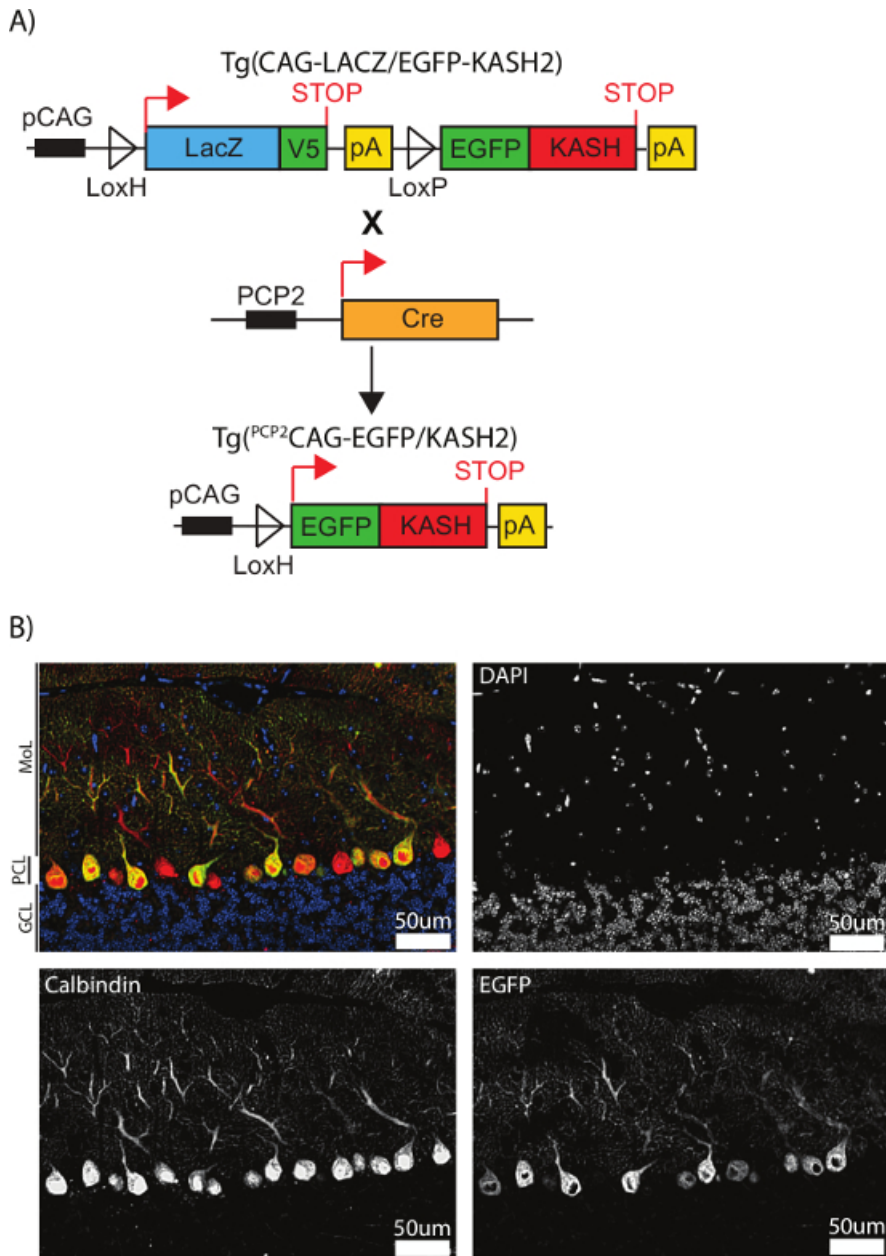 A)
Tg(CAG-LACZ/EGFP-KASH2)
STOP STOP
pCAG
LacZ V5 pA EGFP KASH pA
LoxH LoxP
X
PCP2
Cre
Tg(PCP2CAG-EGFP/KASH2)
STOP
pCAG
EGFP KASH pA
LoxH
B)
MoL
PCL
GCL
50um
DAPI
50um
Calbindin
50um
EGFP
50um